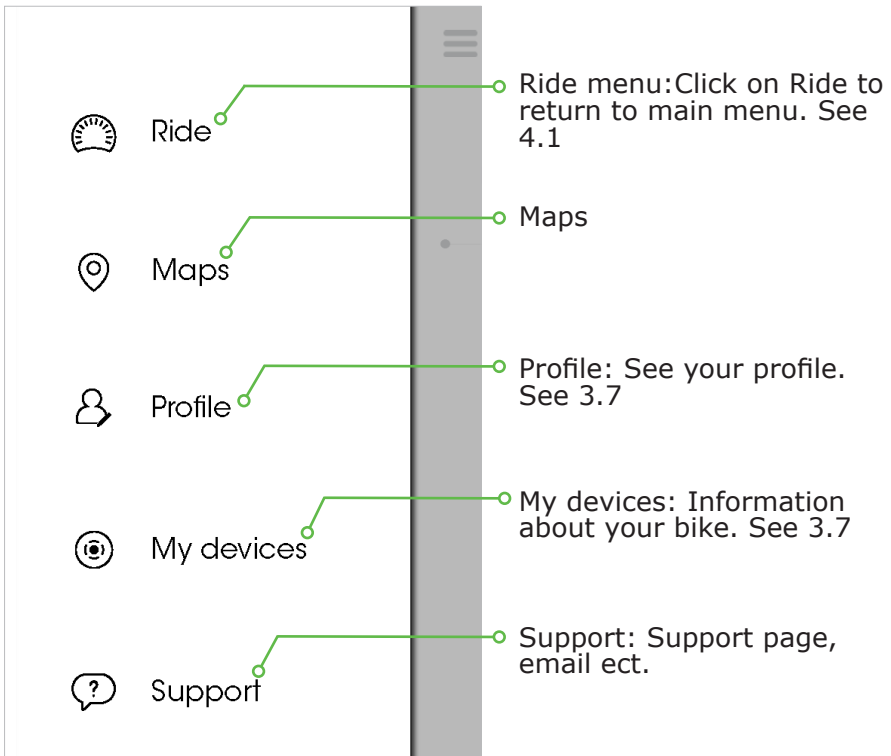 Ride
Ride menu:Click on Ride to
return to main menu. See
4.1
Maps
Maps
Profile
Profile: See your profile.
See 3.7
My devices
My devices: Information
about your bike. See 3.7
Support
?
Support: Support page,
email ect.